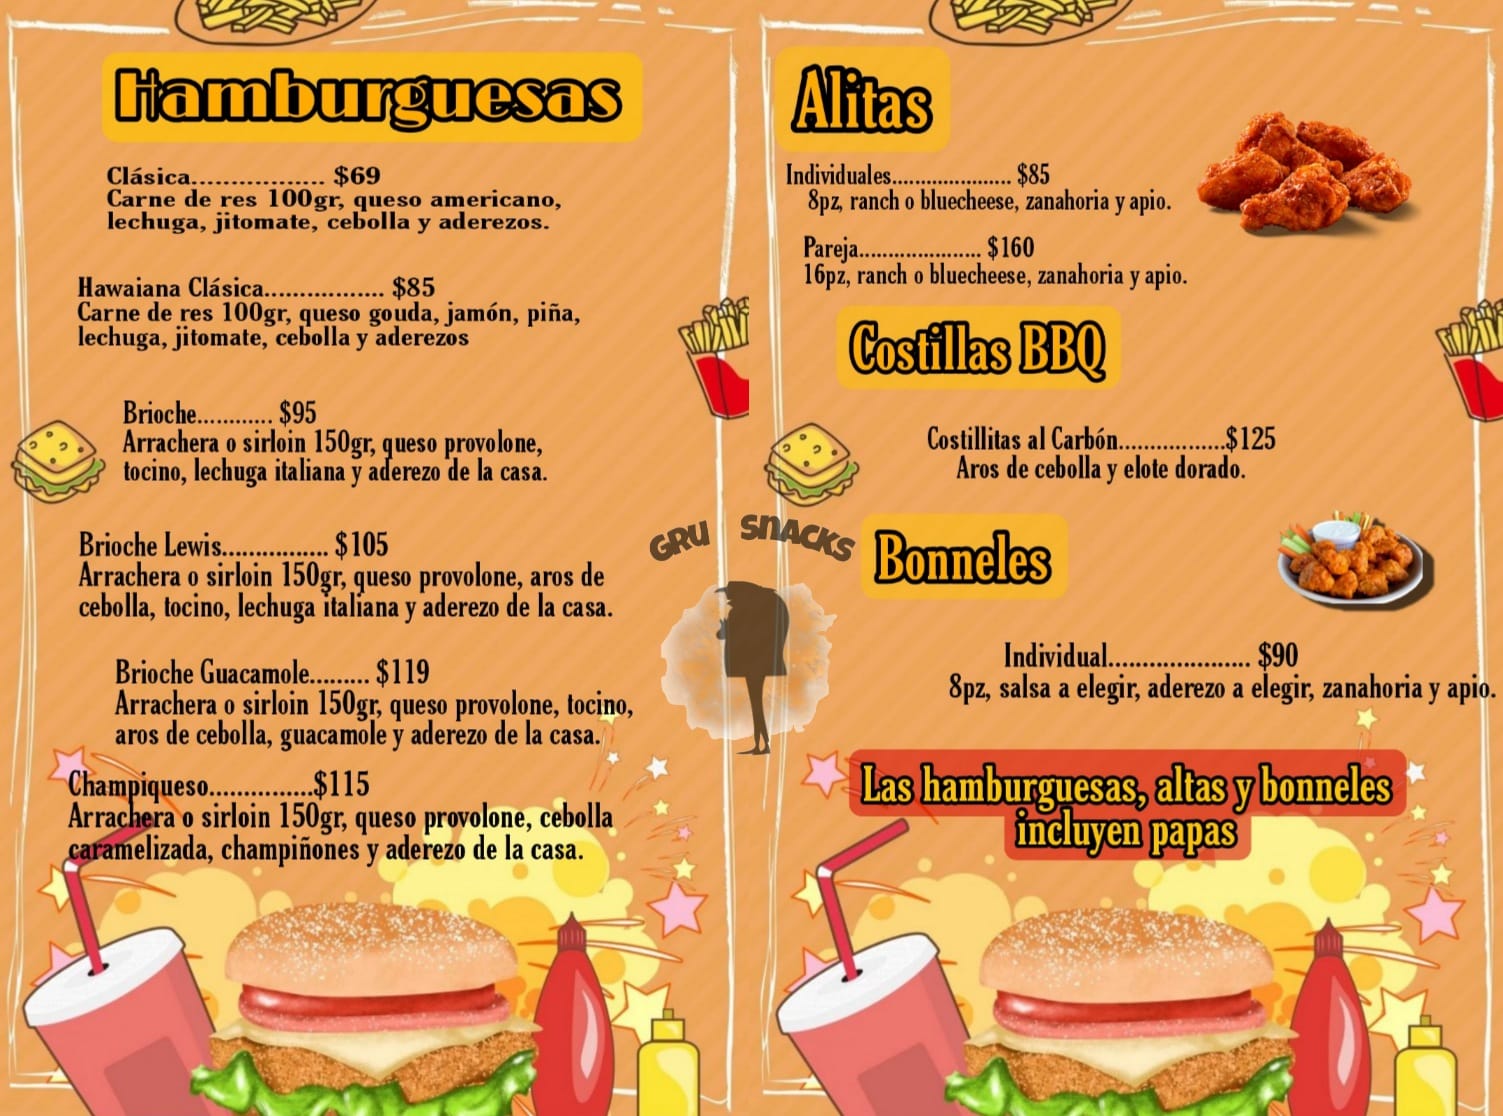 Hamburguesas
Clásica................. $69
Carne de res 100gr, queso americano,
lechuga, jitomate, cebolla y aderezos.
Hawaiana Clásica................. $85
Carne de res 100gr, queso gouda, jamón, piña,
lechuga, jitomate, cebolla y aderezos
Brioche........... $95
Arrachera o sirloin 150gr, queso provolone,
tocino, lechuga italiana y aderezo de la casa.
Brioche Lewis................ $105
Arrachera o sirloin 150gr, queso provolone, aros de
cebolla, tocino, lechuga italiana y aderezo de la casa.
Brioche Guacamole......... $119
Arrachera o sirloin 150gr, queso provolone, tocino,
aros de cebolla, guacamole y aderezo de la casa.
Champiqueso...............$115
Arrachera o sirloin 150gr, queso provolone, cebolla
caramelizada, champiñones y aderezo de la casa.
GRU SNACKS
Alitas
Individuales..................... $85
8pz, ranch o bluecheese, zanahoria y apio.
Pareja..................... $160
16pz, ranch o bluecheese, zanahoria y apio.
Costillas BBQ
Costillitas al Carbón.................$125
Aros de cebolla y elote dorado.
Bonneles
Individual..................... $90
8pz, salsa a elegir, aderezo a elegir, zanahoria y apio.
Las hamburguesas, altas y bonneles
incluyen papas